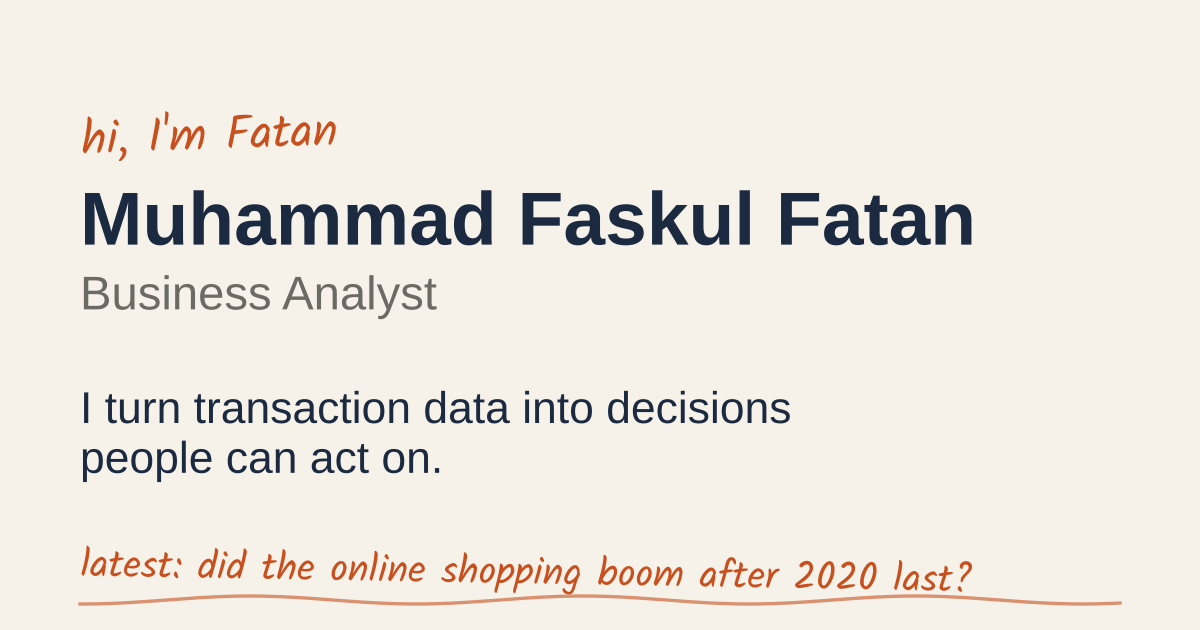 hi, I'm Fatan
Muhammad Faskul Fatan
Business Analyst
I turn transaction data into decisions
people can act on.
latest: did the online shopping boom after 2020 last?